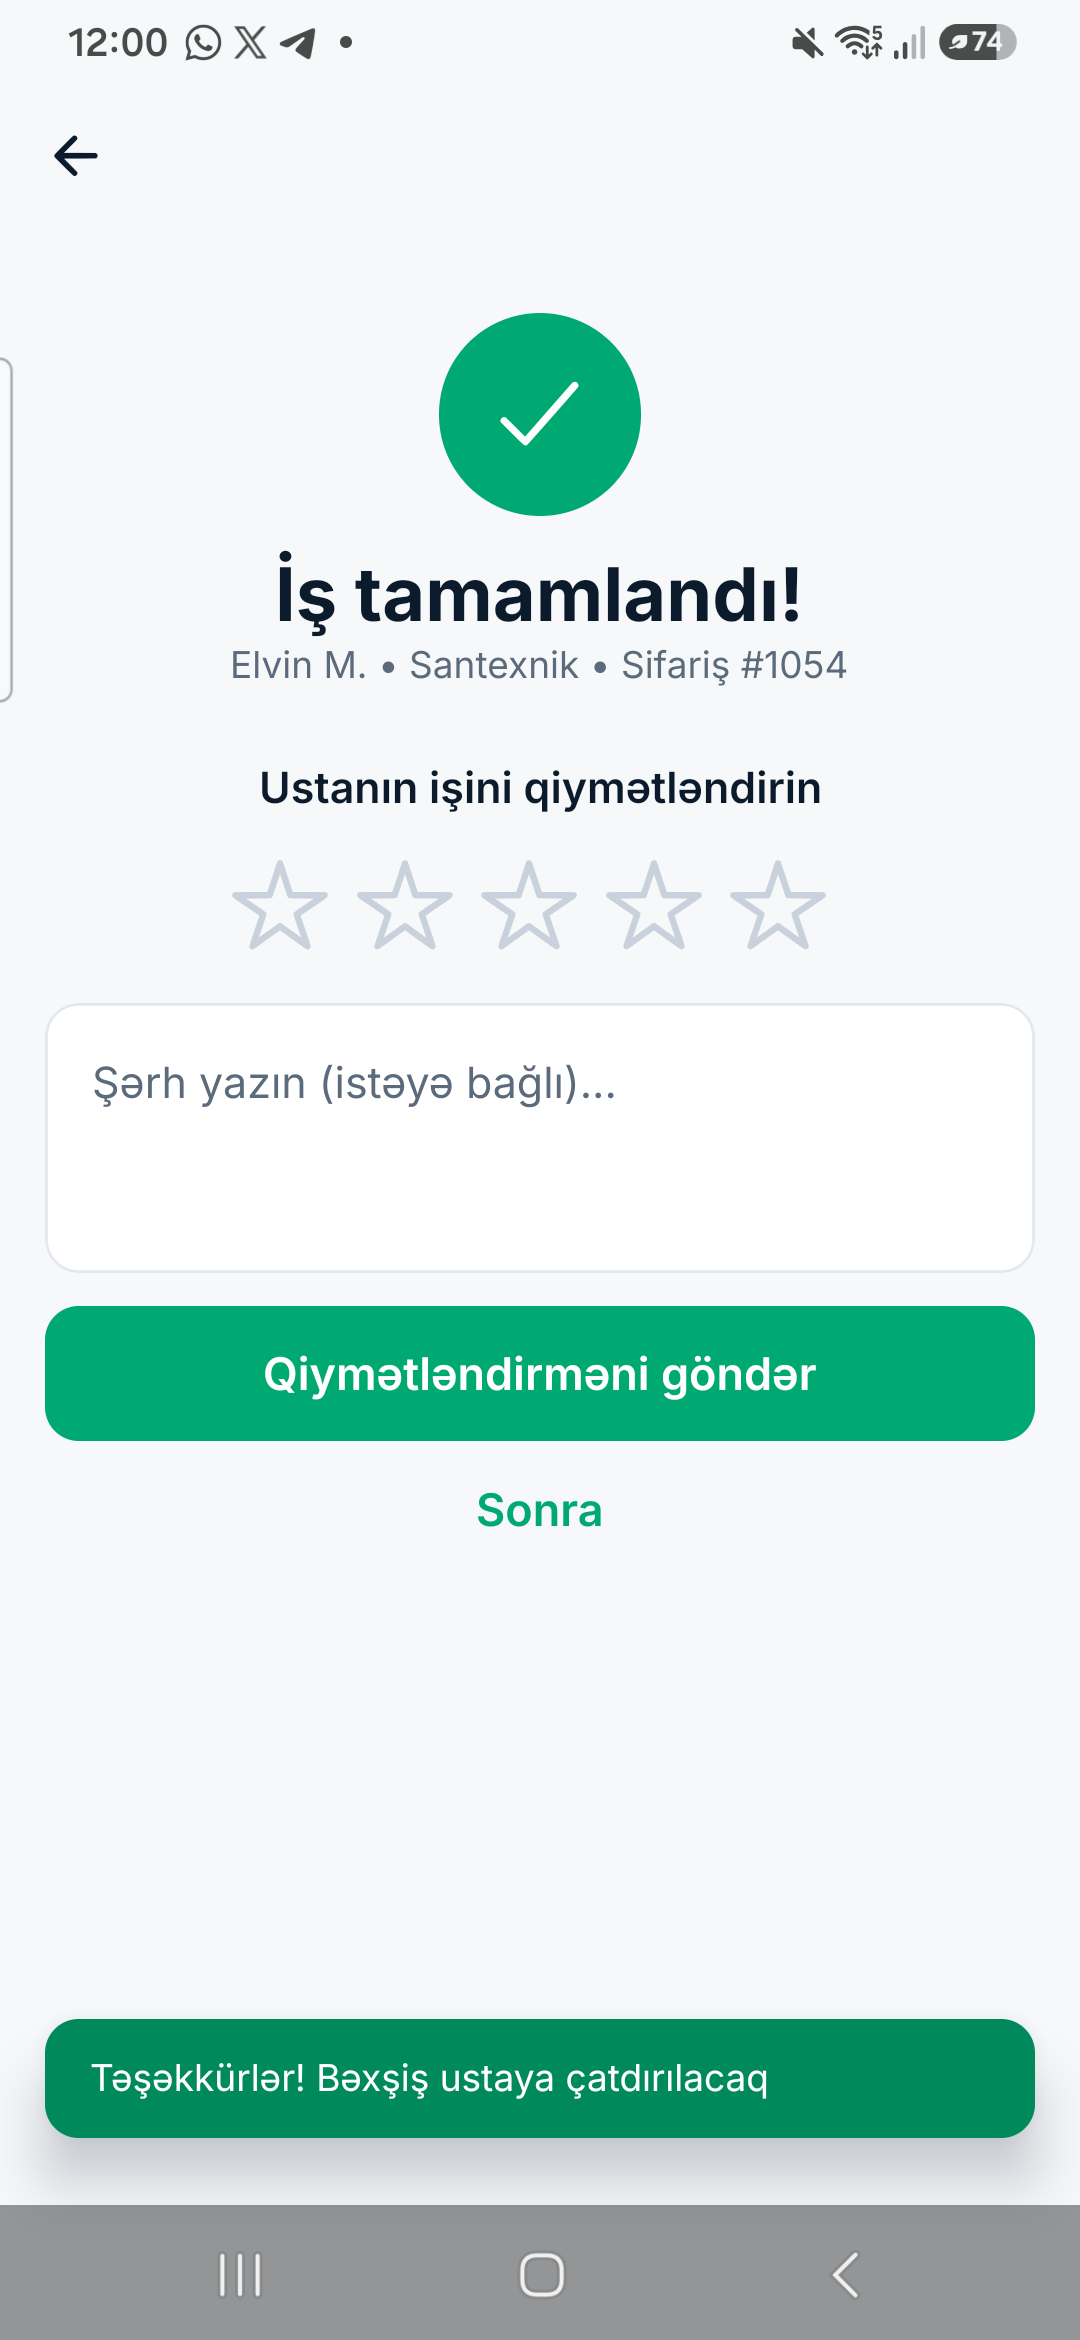 12:00
5
74
İş tamamlandı!
Elvin M. • Santexnik • Sifariş #1054
Ustanın işini qiymətləndirin
Şərh yazın (istəyə bağlı)...
Qiymətləndirməni göndər
Sonra
Təşəkkürlər! Bəxşiş ustaya çatdırılacaq